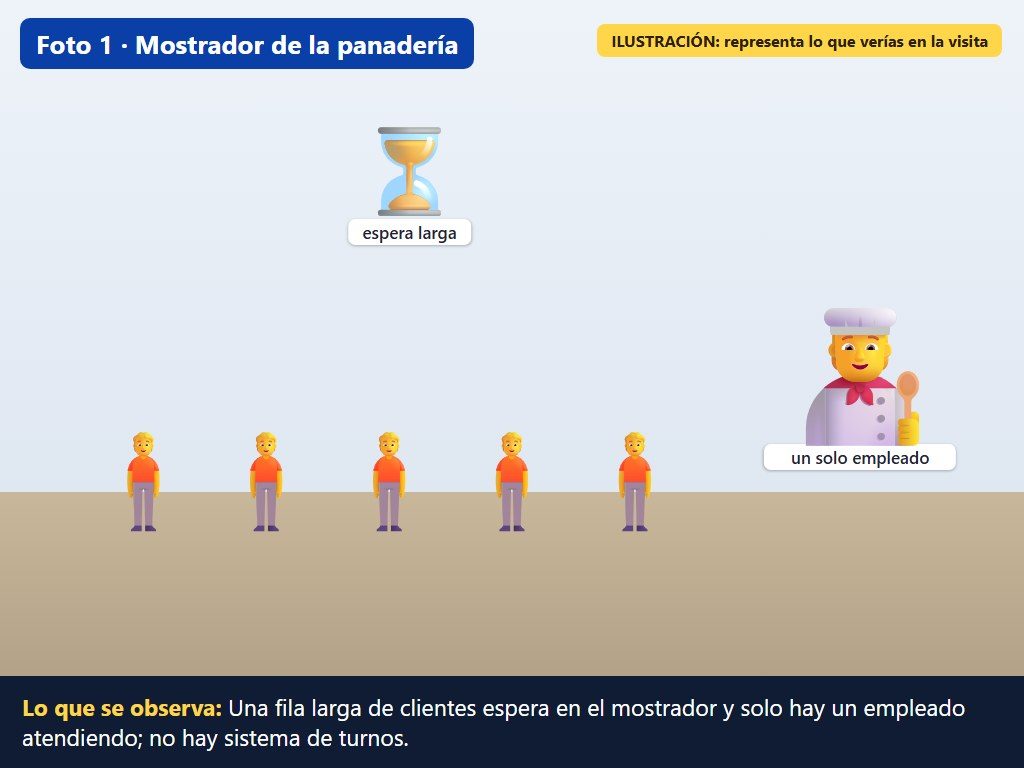 Foto 1 · Mostrador de la panadería
ILUSTRACIÓN: representa lo que verías en la visita
espera larga
un solo empleado
Lo que se observa: Una fila larga de clientes espera en el mostrador y solo hay un empleado
atendiendo; no hay sistema de turnos.